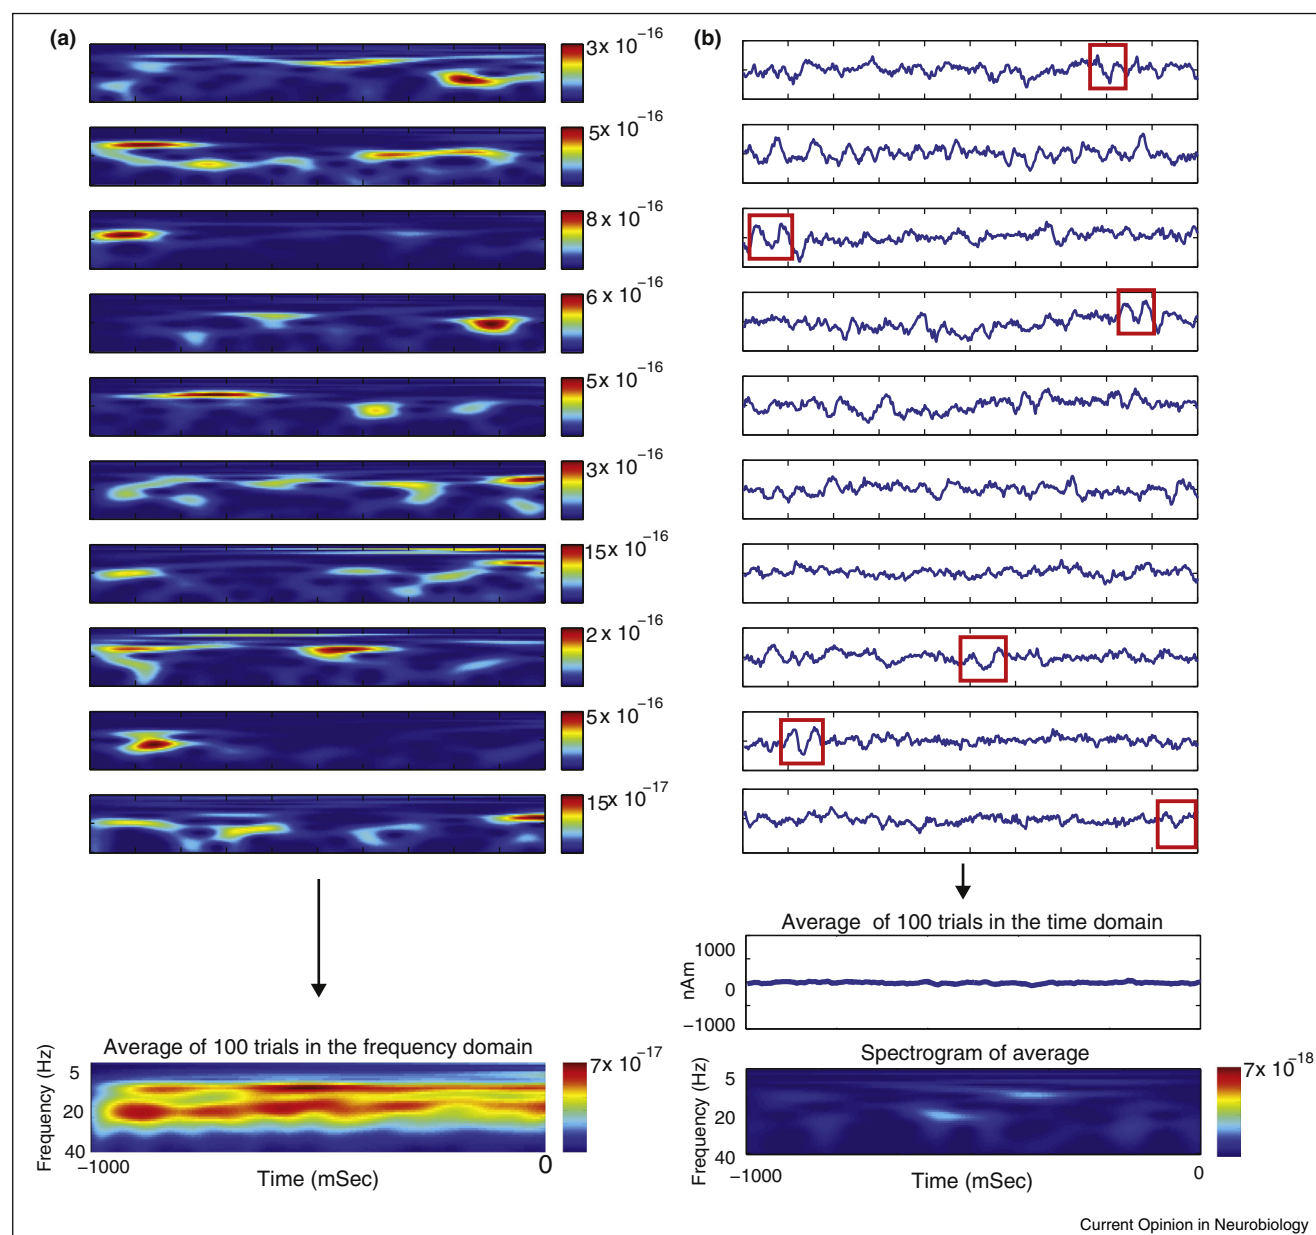 (a)
3x 10−16
5x 10−16
8x 10−16
6x 10−16
5x 10−16
3x 10−16
15x 10−16
2x 10−16
5x 10−16
15x 10−17
Average of 100 trials in the frequency domain
7x 10−17
Frequency (Hz)
5
20
40
−1000
0
Time (mSec)
(b)
Average of 100 trials in the time domain
nAm
1000
0
−1000
Spectrogram of average
7x 10−18
Frequency (Hz)
5
20
40
−1000
0
Time (mSec)
Current Opinion in Neurobiology